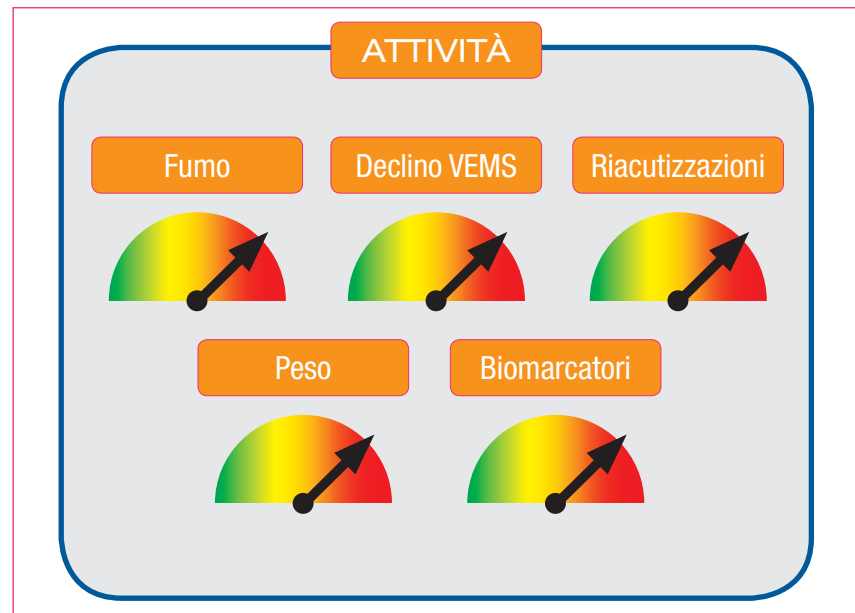 ATTIVITÀ
Fumo
Declino VEMS
Riacutizzazioni
Peso
Biomarcatori